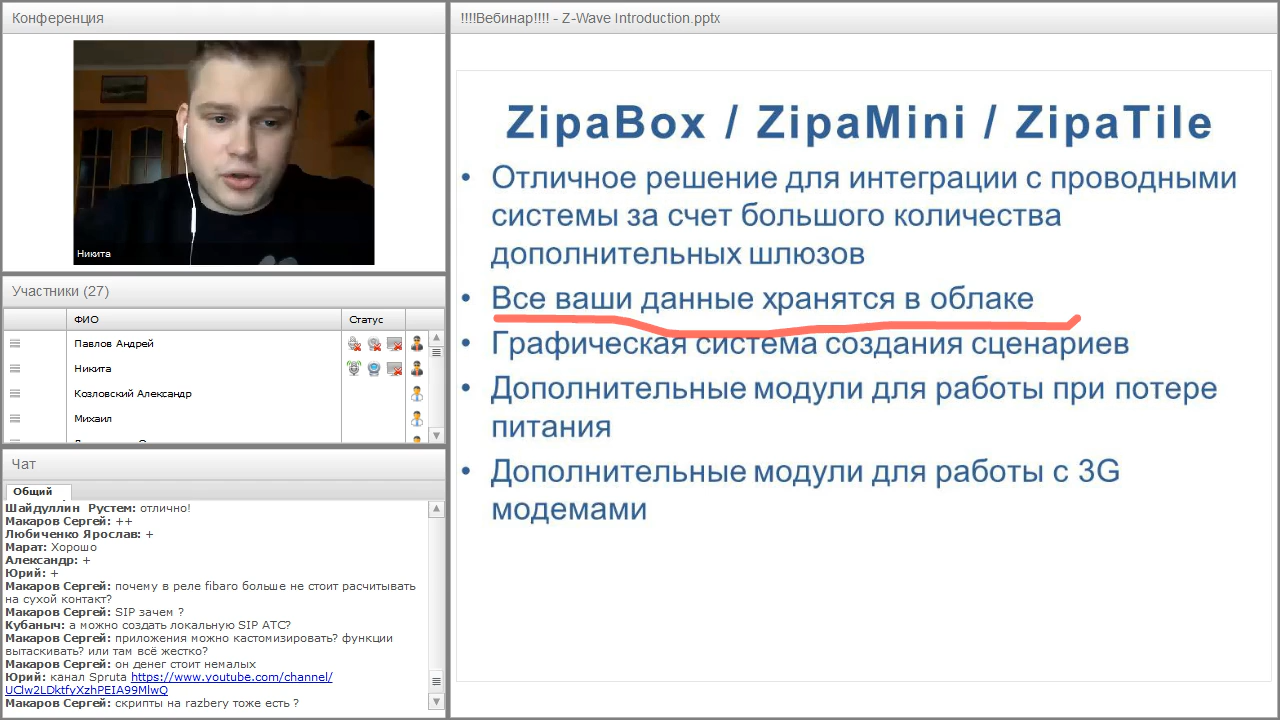 Конференция
Никита
Участники (27)
ФИО
Статус
Павлов Андрей
Никита
Козловский Александр
Михаил
Чат
Общий
Шайдуллин Рустем: отлично!
Макаров Сергей: ++
Любиченко Ярослав: +
Марат: Хорошо
Александр: +
Юрий: +
Макаров Сергей: почему в реле fibaro больше не стоит расчитывать
на сухой контакт?
Макаров Сергей: SIP зачем ?
Кубаныч: а можно создать локальную SIP АТС?
Макаров Сергей: приложения можно кастомизировать? функции
вытаскивать? или там всё жестко?
Макаров Сергей: он денег стоит немалых
Юрий: канал Spruta https://www.youtube.com/channel/
UClw2LDktfyXzhPEIA99MlwQ
Макаров Сергей: скрипты на razbery тоже есть ?
!!!!Вебинар!!!! - Z-Wave Introduction.pptx
ZipaBox / ZipaMini / ZipaTile
• Отличное решение для интеграции с проводными
системы за счет большого количества
дополнительных шлюзов
• Все ваши данные хранятся в облаке
• Графическая система создания сценариев
• Дополнительные модули для работы при потере
питания
• Дополнительные модули для работы с 3G
модемами